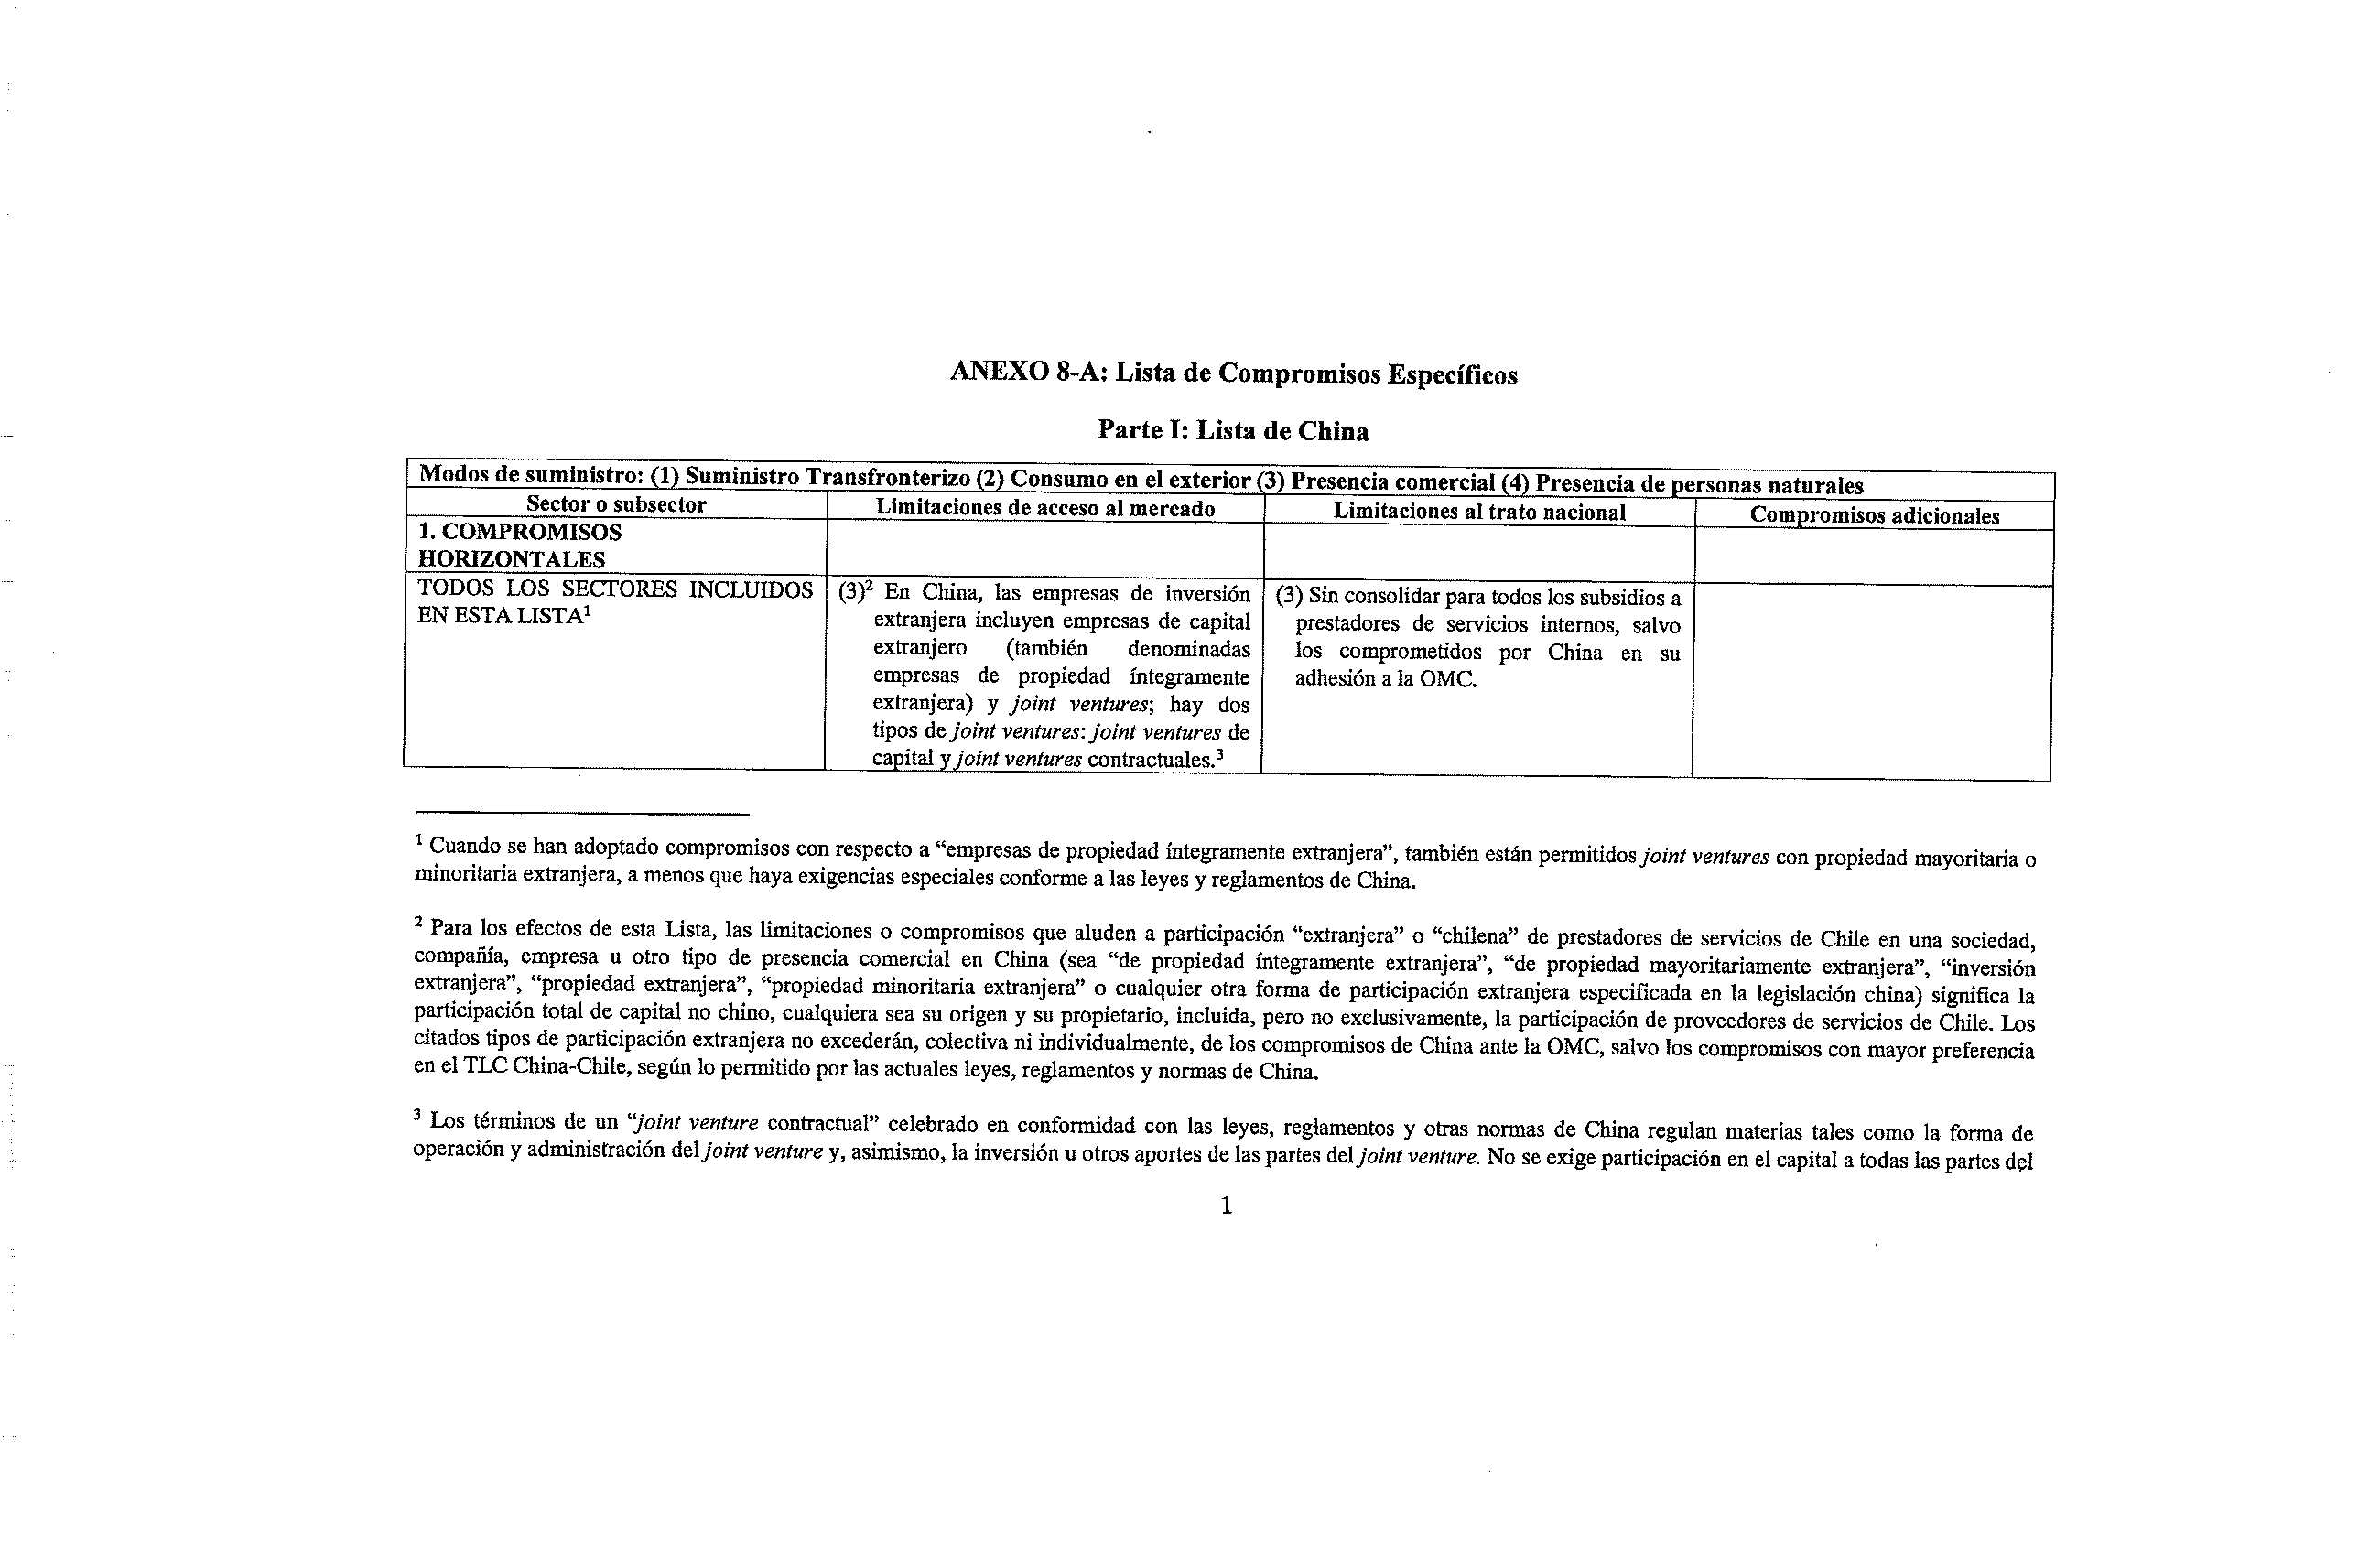 ANEXO 8-A: Lista de Compromisos Específicos
Parte I: Lista de China
Modos de suministro: (1) Suministro Transfronterizo (2) Consumo en el exterior (3) Presencia comercial (4) Presencia de personas naturales
Sector o subsector
Limitaciones de acceso al mercado
Limitaciones al trato nacional
Compromisos adicionales
1. COMPROMISOS
HORIZONTALES
TODOS LOS SECTORES INCLUIDOS
EN ESTA LISTA¹
(3)² En China, las empresas de inversión
extranjera incluyen empresas de capital
extranjero (también denominadas
empresas de propiedad íntegramente
extranjera) y joint ventures; hay dos
tipos de joint ventures: joint ventures de
capital y joint ventures contractuales.³
(3) Sin consolidar para todos los subsidios a
prestadores de servicios internos, salvo
los comprometidos por China en su
adhesión a la OMC.
¹ Cuando se han adoptado compromisos con respecto a “empresas de propiedad íntegramente extranjera”, también están permitidos joint ventures con propiedad mayoritaria o
minoritaria extranjera, a menos que haya exigencias especiales conforme a las leyes y reglamentos de China.
² Para los efectos de esta Lista, las limitaciones o compromisos que aluden a participación “extranjera” o “chilena” de prestadores de servicios de Chile en una sociedad,
compañía, empresa u otro tipo de presencia comercial en China (sea “de propiedad íntegramente extranjera”, “de propiedad mayoritariamente extranjera”, “inversión
extranjera”, “propiedad extranjera”, “propiedad minoritaria extranjera” o cualquier otra forma de participación extranjera especificada en la legislación china) significa la
participación total de capital no chino, cualquiera sea su origen y su propietario, incluida, pero no exclusivamente, la participación de proveedores de servicios de Chile. Los
citados tipos de participación extranjera no excederán, colectiva ni individualmente, de los compromisos de China ante la OMC, salvo los compromisos con mayor preferencia
en el TLC China-Chile, según lo permitido por las actuales leyes, reglamentos y normas de China.
³ Los términos de un “joint venture contractual” celebrado en conformidad con las leyes, reglamentos y otras normas de China regulan materias tales como la forma de
operación y administración del joint venture y, asimismo, la inversión u otros aportes de las partes del joint venture. No se exige participación en el capital a todas las partes del
1